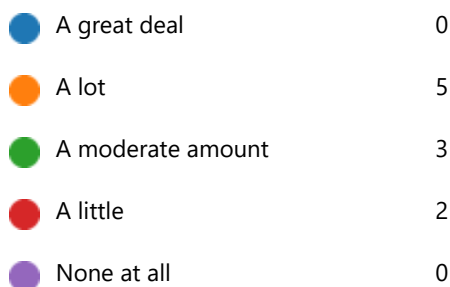 A great deal 0
A lot 5
A moderate amount 3
A little 2
None at all 0